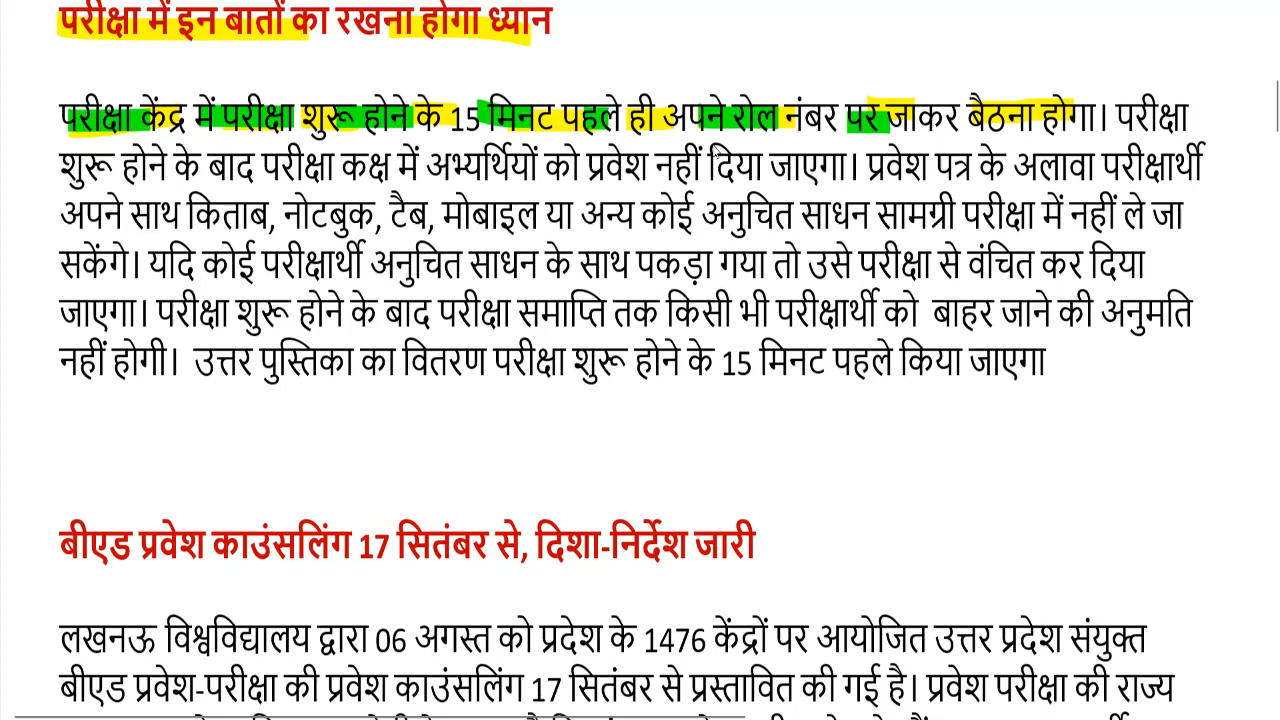 परीक्षा में इन बातों का रखना होगा ध्यान
परीक्षा केंद्र में परीक्षा शुरू होने के 15 मिनट पहले ही अपने रोल नंबर पर जाकर बैठना होगा। परीक्षा
शुरू होने के बाद परीक्षा कक्ष में अभ्यर्थियों को प्रवेश नहीं दिया जाएगा। प्रवेश पत्र के अलावा परीक्षार्थी
अपने साथ किताब, नोटबुक, टैब, मोबाइल या अन्य कोई अनुचित साधन सामग्री परीक्षा में नहीं ले जा
सकेंगे। यदि कोई परीक्षार्थी अनुचित साधन के साथ पकड़ा गया तो उसे परीक्षा से वंचित कर दिया
जाएगा। परीक्षा शुरू होने के बाद परीक्षा समाप्ति तक किसी भी परीक्षार्थी को बाहर जाने की अनुमति
नहीं होगी। उत्तर पुस्तिका का वितरण परीक्षा शुरू होने के 15 मिनट पहले किया जाएगा
बीएड प्रवेश काउंसलिंग 17 सितंबर से, दिशा-निर्देश जारी
लखनऊ विश्वविद्यालय द्वारा 06 अगस्त को प्रदेश के 1476 केंद्रों पर आयोजित उत्तर प्रदेश संयुक्त
बीएड प्रवेश-परीक्षा की प्रवेश काउंसलिंग 17 सितंबर से प्रस्तावित की गई है। प्रवेश परीक्षा की राज्य